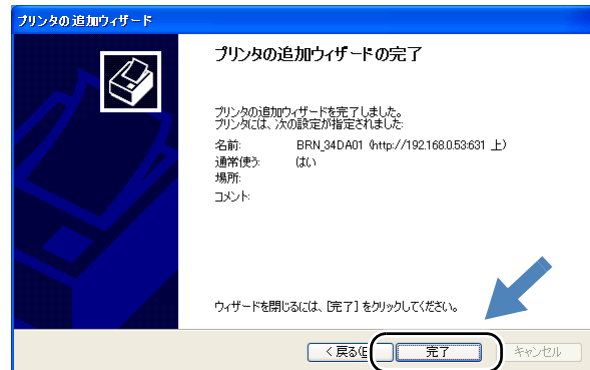 プリンタの追加ウィザード
プリンタの追加ウィザードの完了
プリンタの追加ウィザードを完了しました。
プリンタには、次の設定が指定されました:
名前: BRN_34DA01 (http://192.168.0.53:631 上)
通常使う: はい
場所:
コメント:
ウィザードを閉じるには、[完了] をクリックしてください。
< 戻る(B 完了 キャンセル